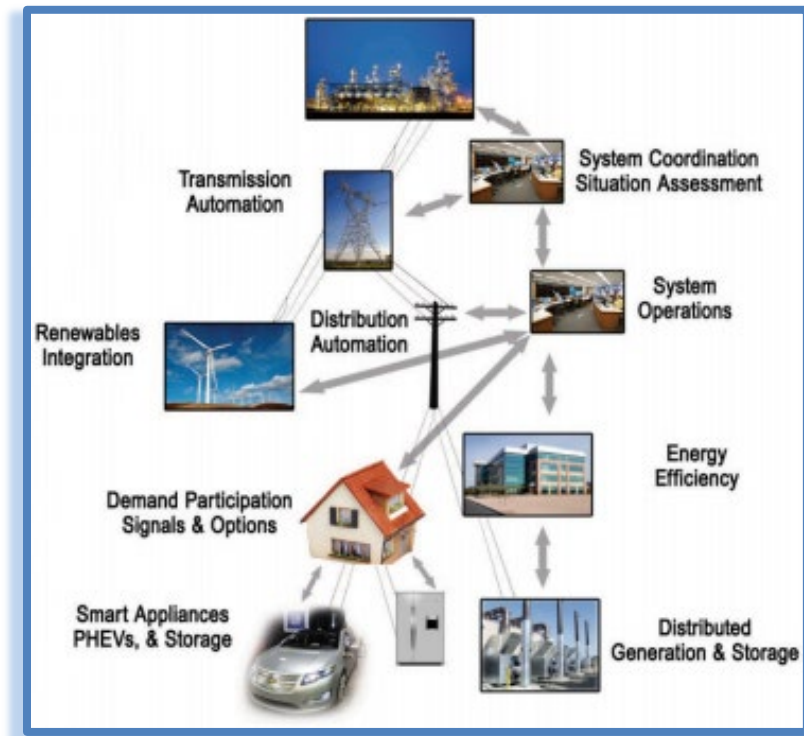 System Coordination
Situation Assessment
Transmission
Automation
System
Operations
Renewables
Integration
Distribution
Automation
Energy
Efficiency
Demand Participation
Signals & Options
Smart Appliances
PHEVs, & Storage
Distributed
Generation & Storage